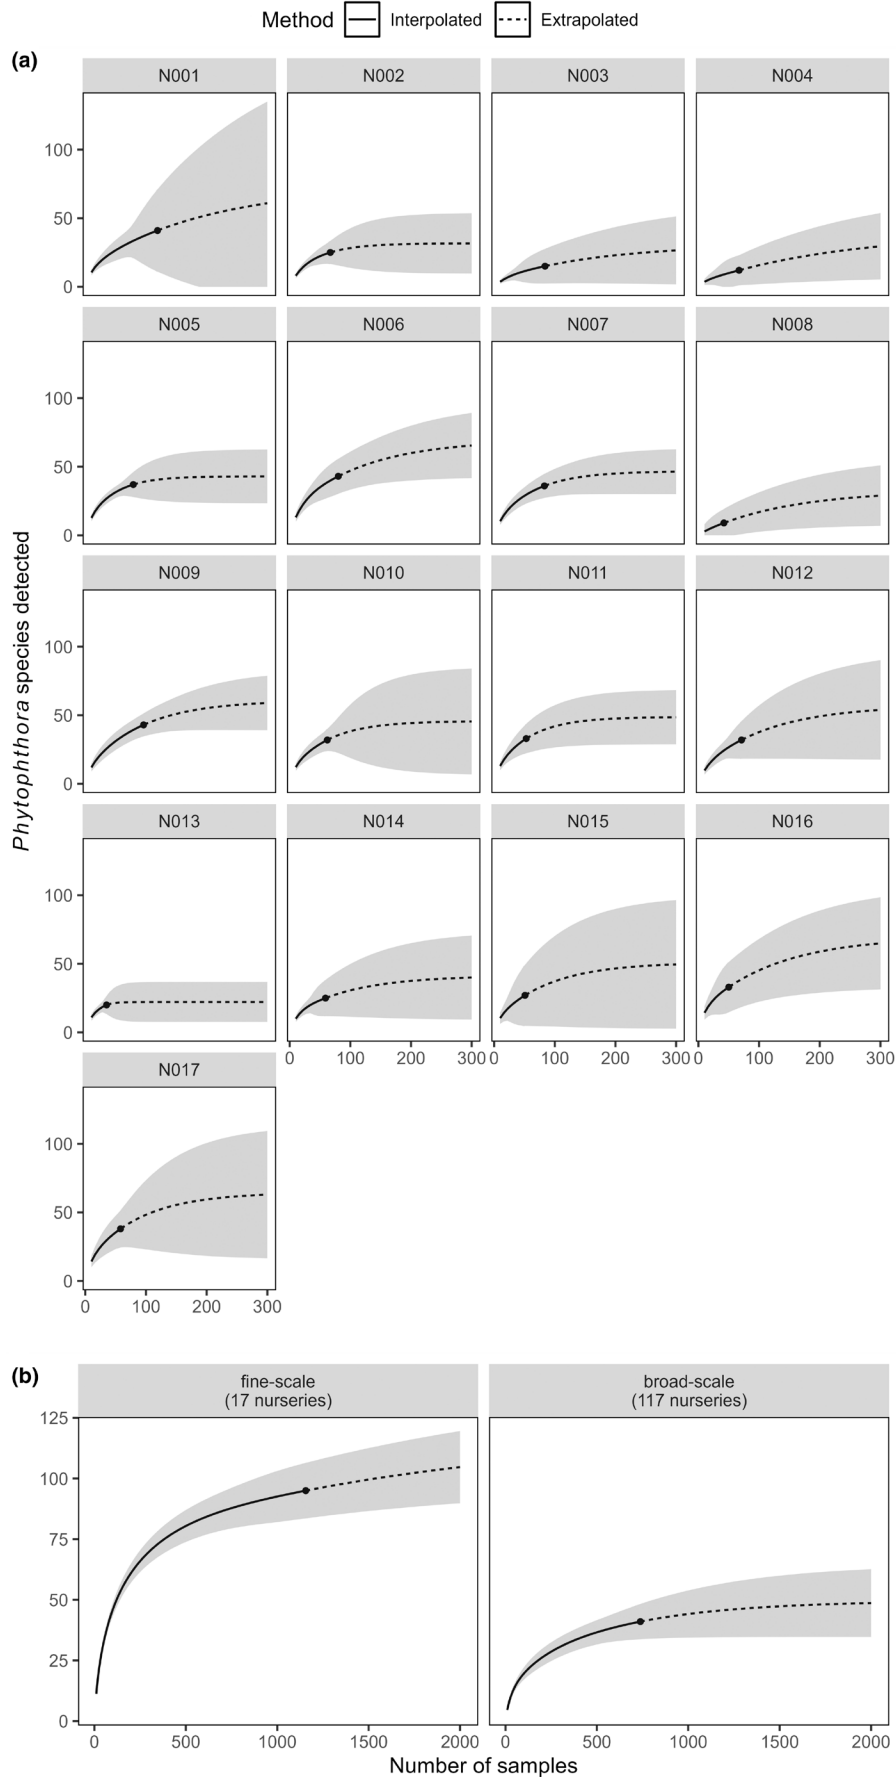 Method Interpolated Extrapolated
(a)
N001 N002 N003 N004
100
50
0
N005 N006 N007 N008
100
50
0
N009 N010 N011 N012
100
50
0
N013 N014 N015 N016
100
50
0
0 100 200 300 0 100 200 300 0 100 200 300
N017
100
50
0
0 100 200 300
Phytophthora species detected
(b)
fine-scale
(17 nurseries)
broad-scale
(117 nurseries)
125
100
75
50
25
0
0 500 1000 1500 2000 0 500 1000 1500 2000
Number of samples